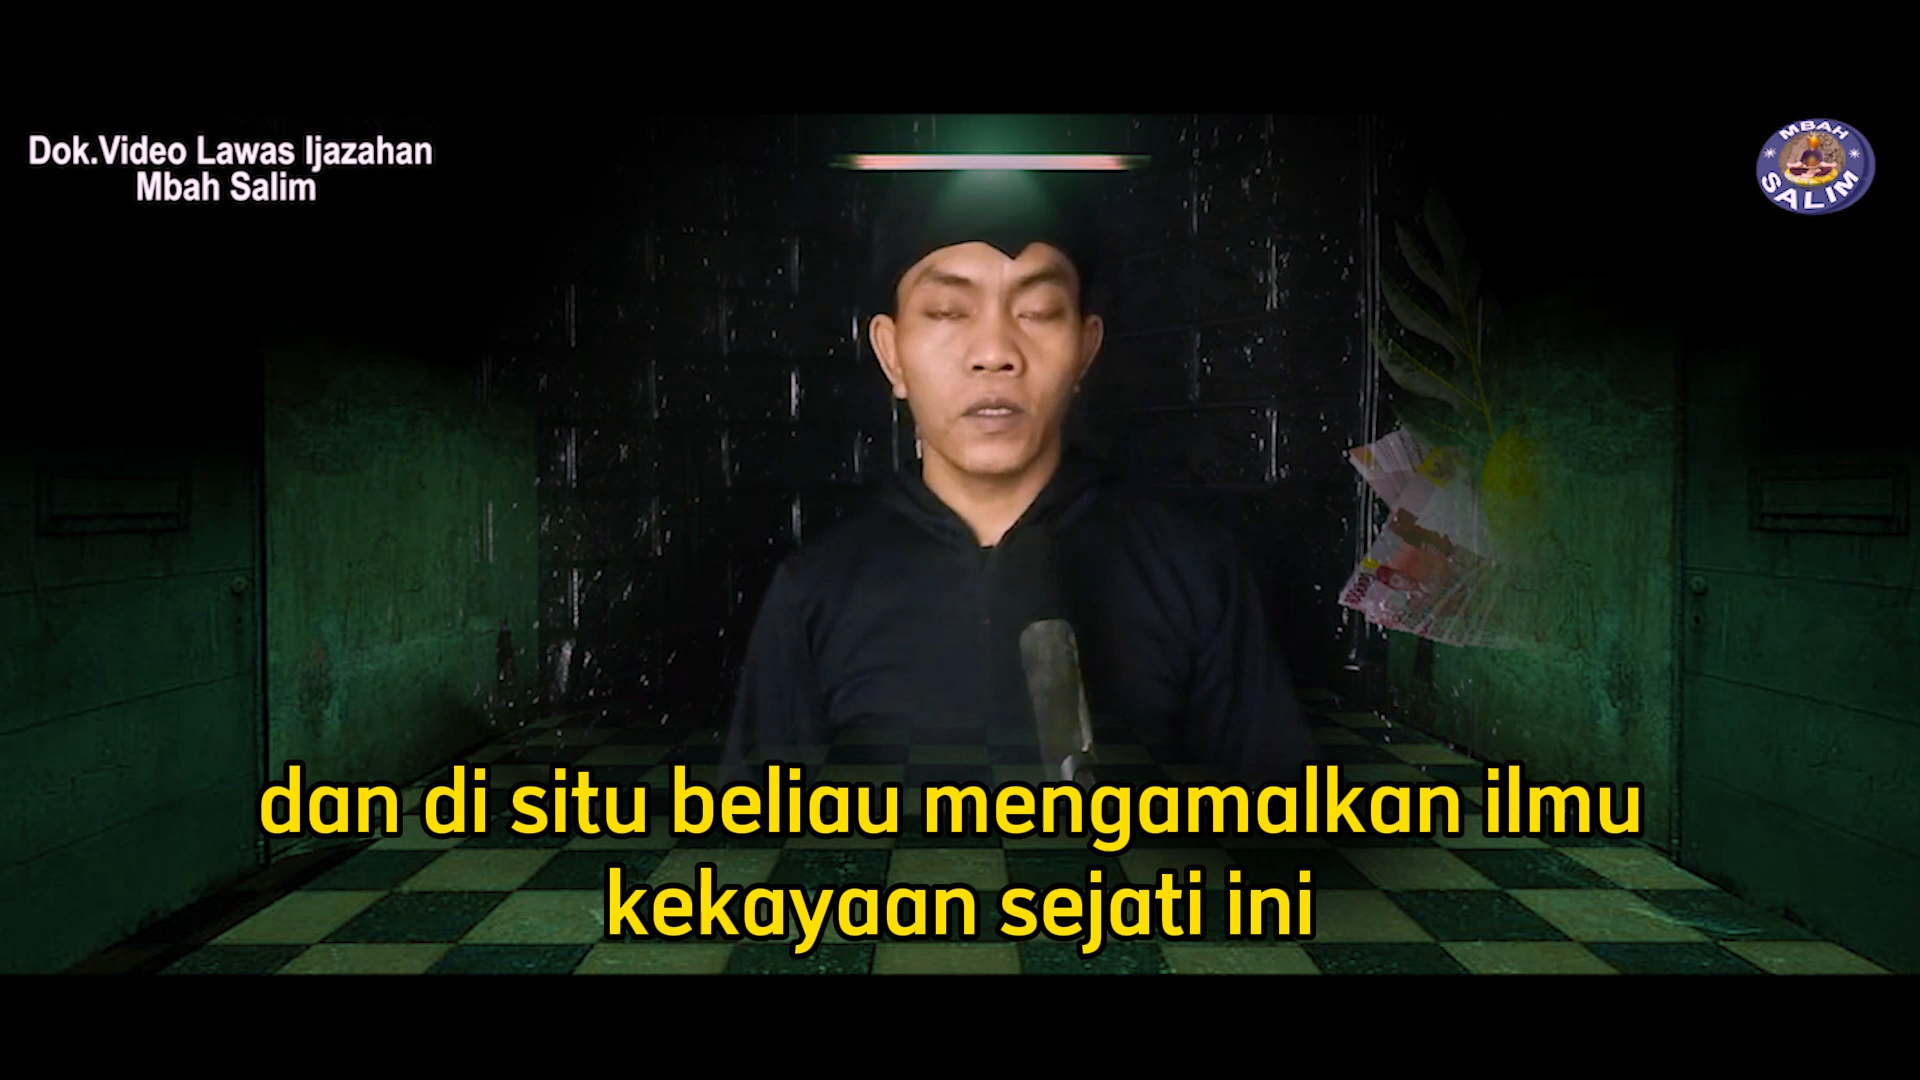 Dok.Video Lawas Ijazahan
Mbah Salim
MBAH
SALIM
dan di situ beliau mengamalkan ilmu
kekayaan sejati ini